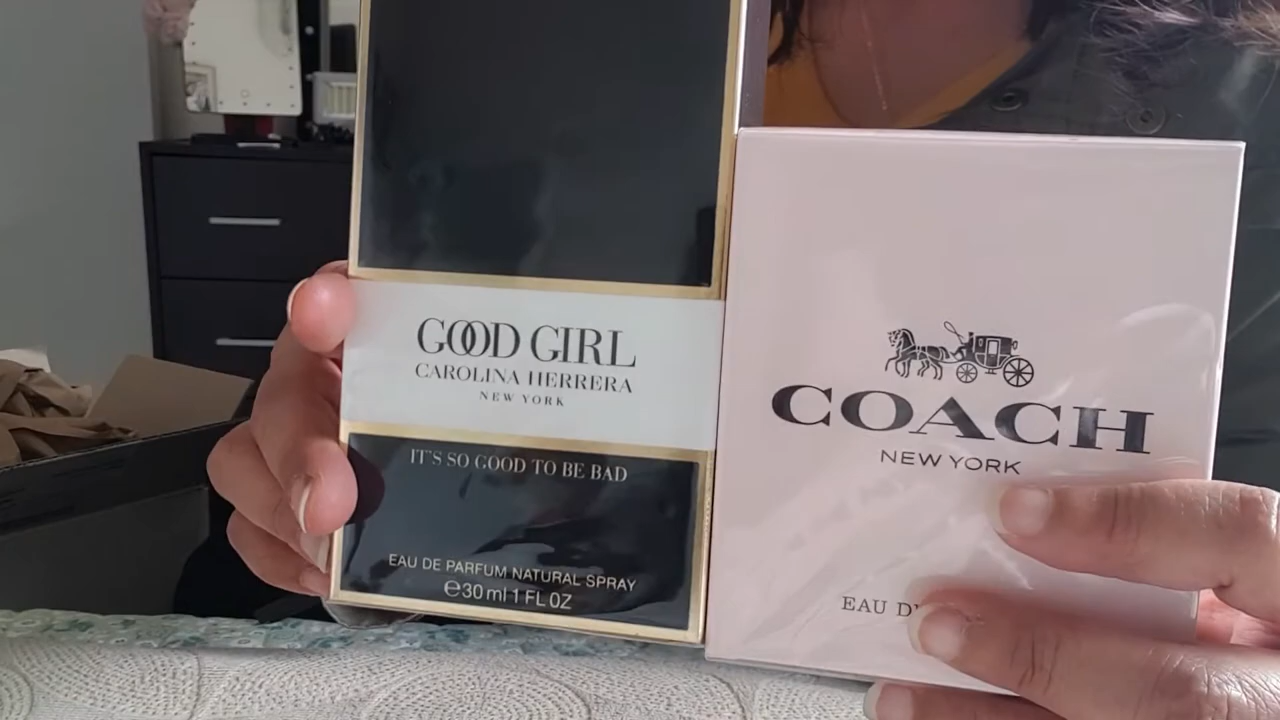 GOOD GIRL
CAROLINA HERRERA
NEW YORK
IT'S SO GOOD TO BE BAD
EAU DE PARFUM NATURAL SPRAY
℮30 ml 1 FL OZ
COACH
NEW YORK
EAU